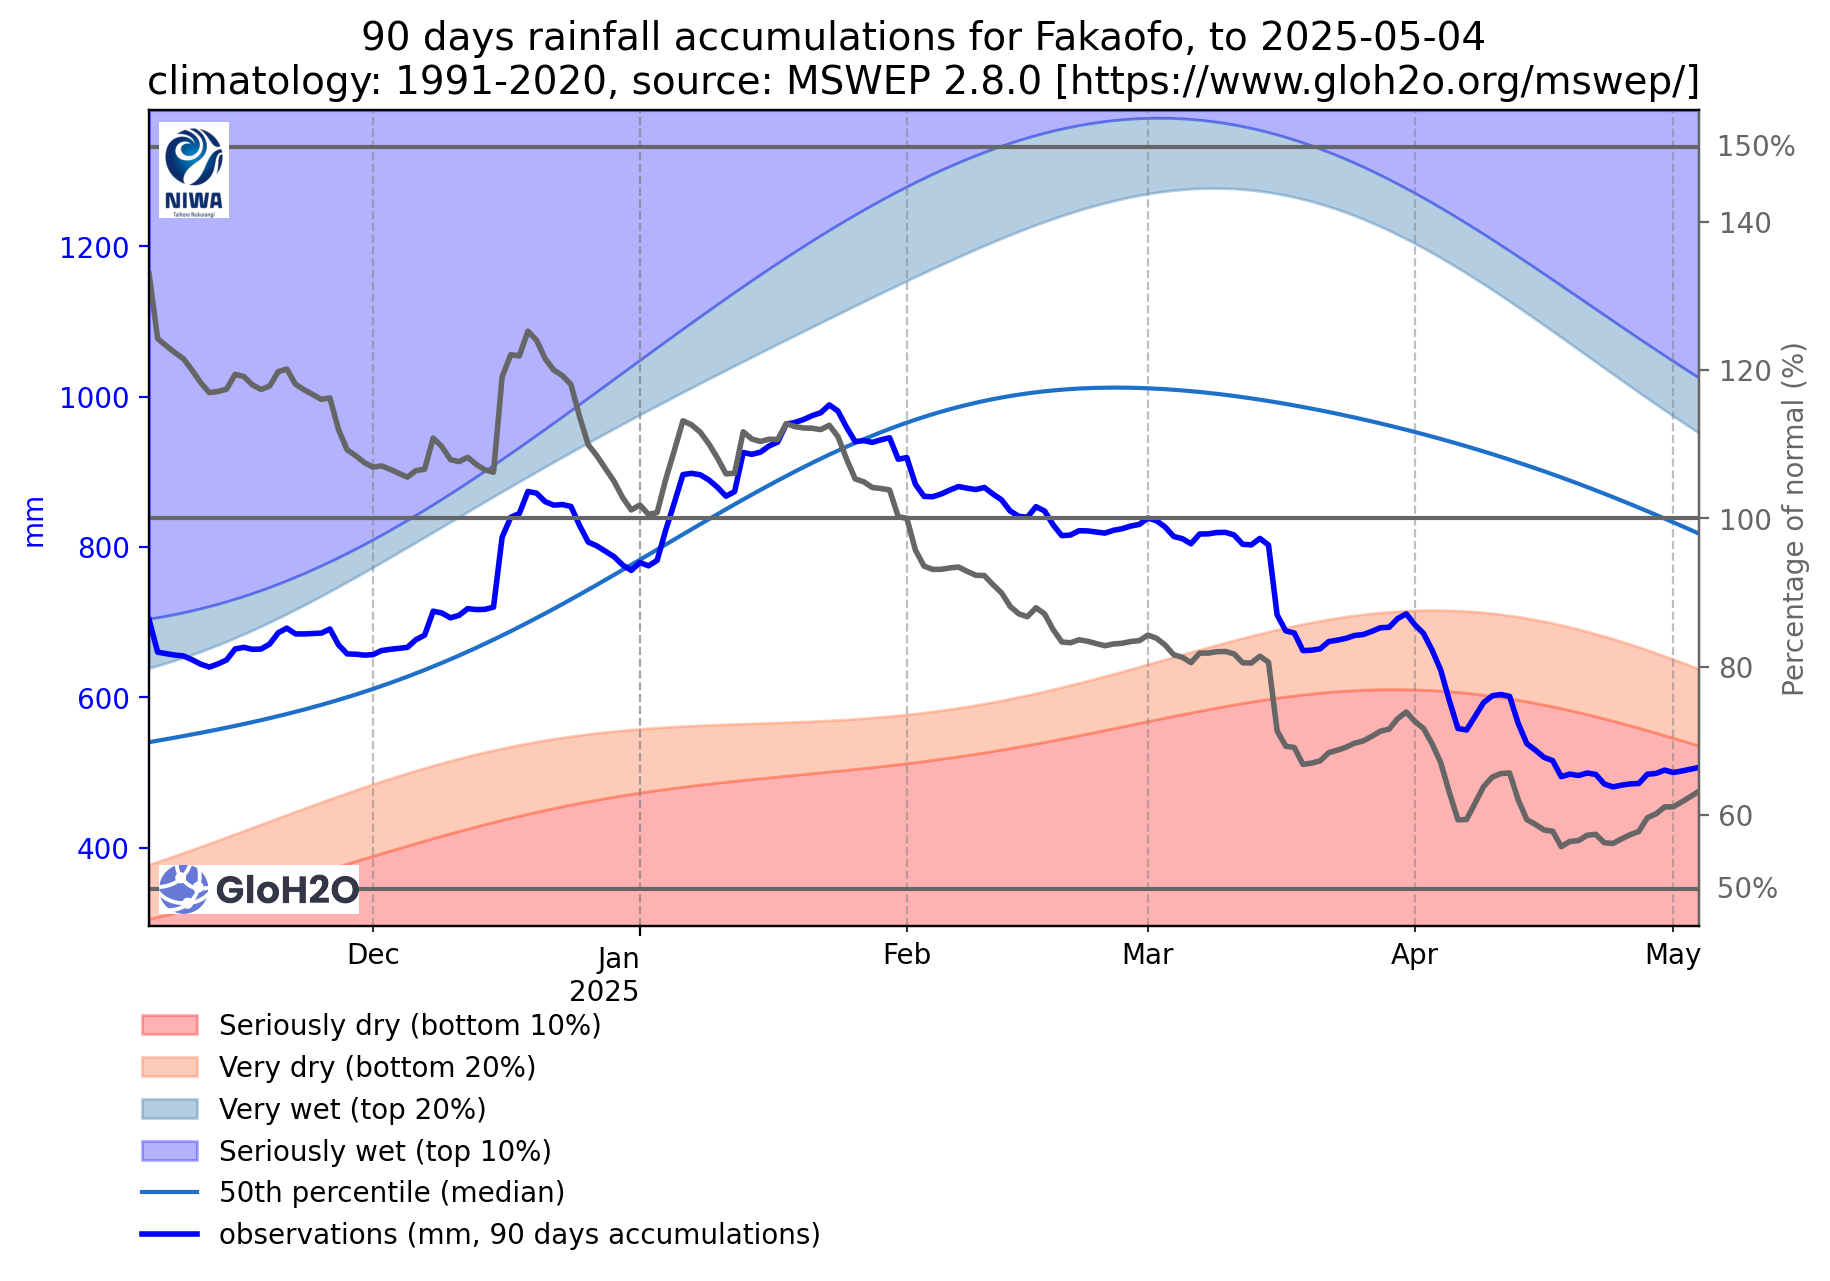 90 days rainfall accumulations for Fakaofo, to 2025-05-04
climatology: 1991-2020, source: MSWEP 2.8.0 [https://www.gloh2o.org/mswep/]
NIWA
Taihoro Nukurangi
1200
1000
800
600
400
mm
150%
140
120
100
80
60
50%
Percentage of normal (%)
GloH2O
Dec
Jan
2025
Feb
Mar
Apr
May
Seriously dry (bottom 10%)
Very dry (bottom 20%)
Very wet (top 20%)
Seriously wet (top 10%)
50th percentile (median)
observations (mm, 90 days accumulations)